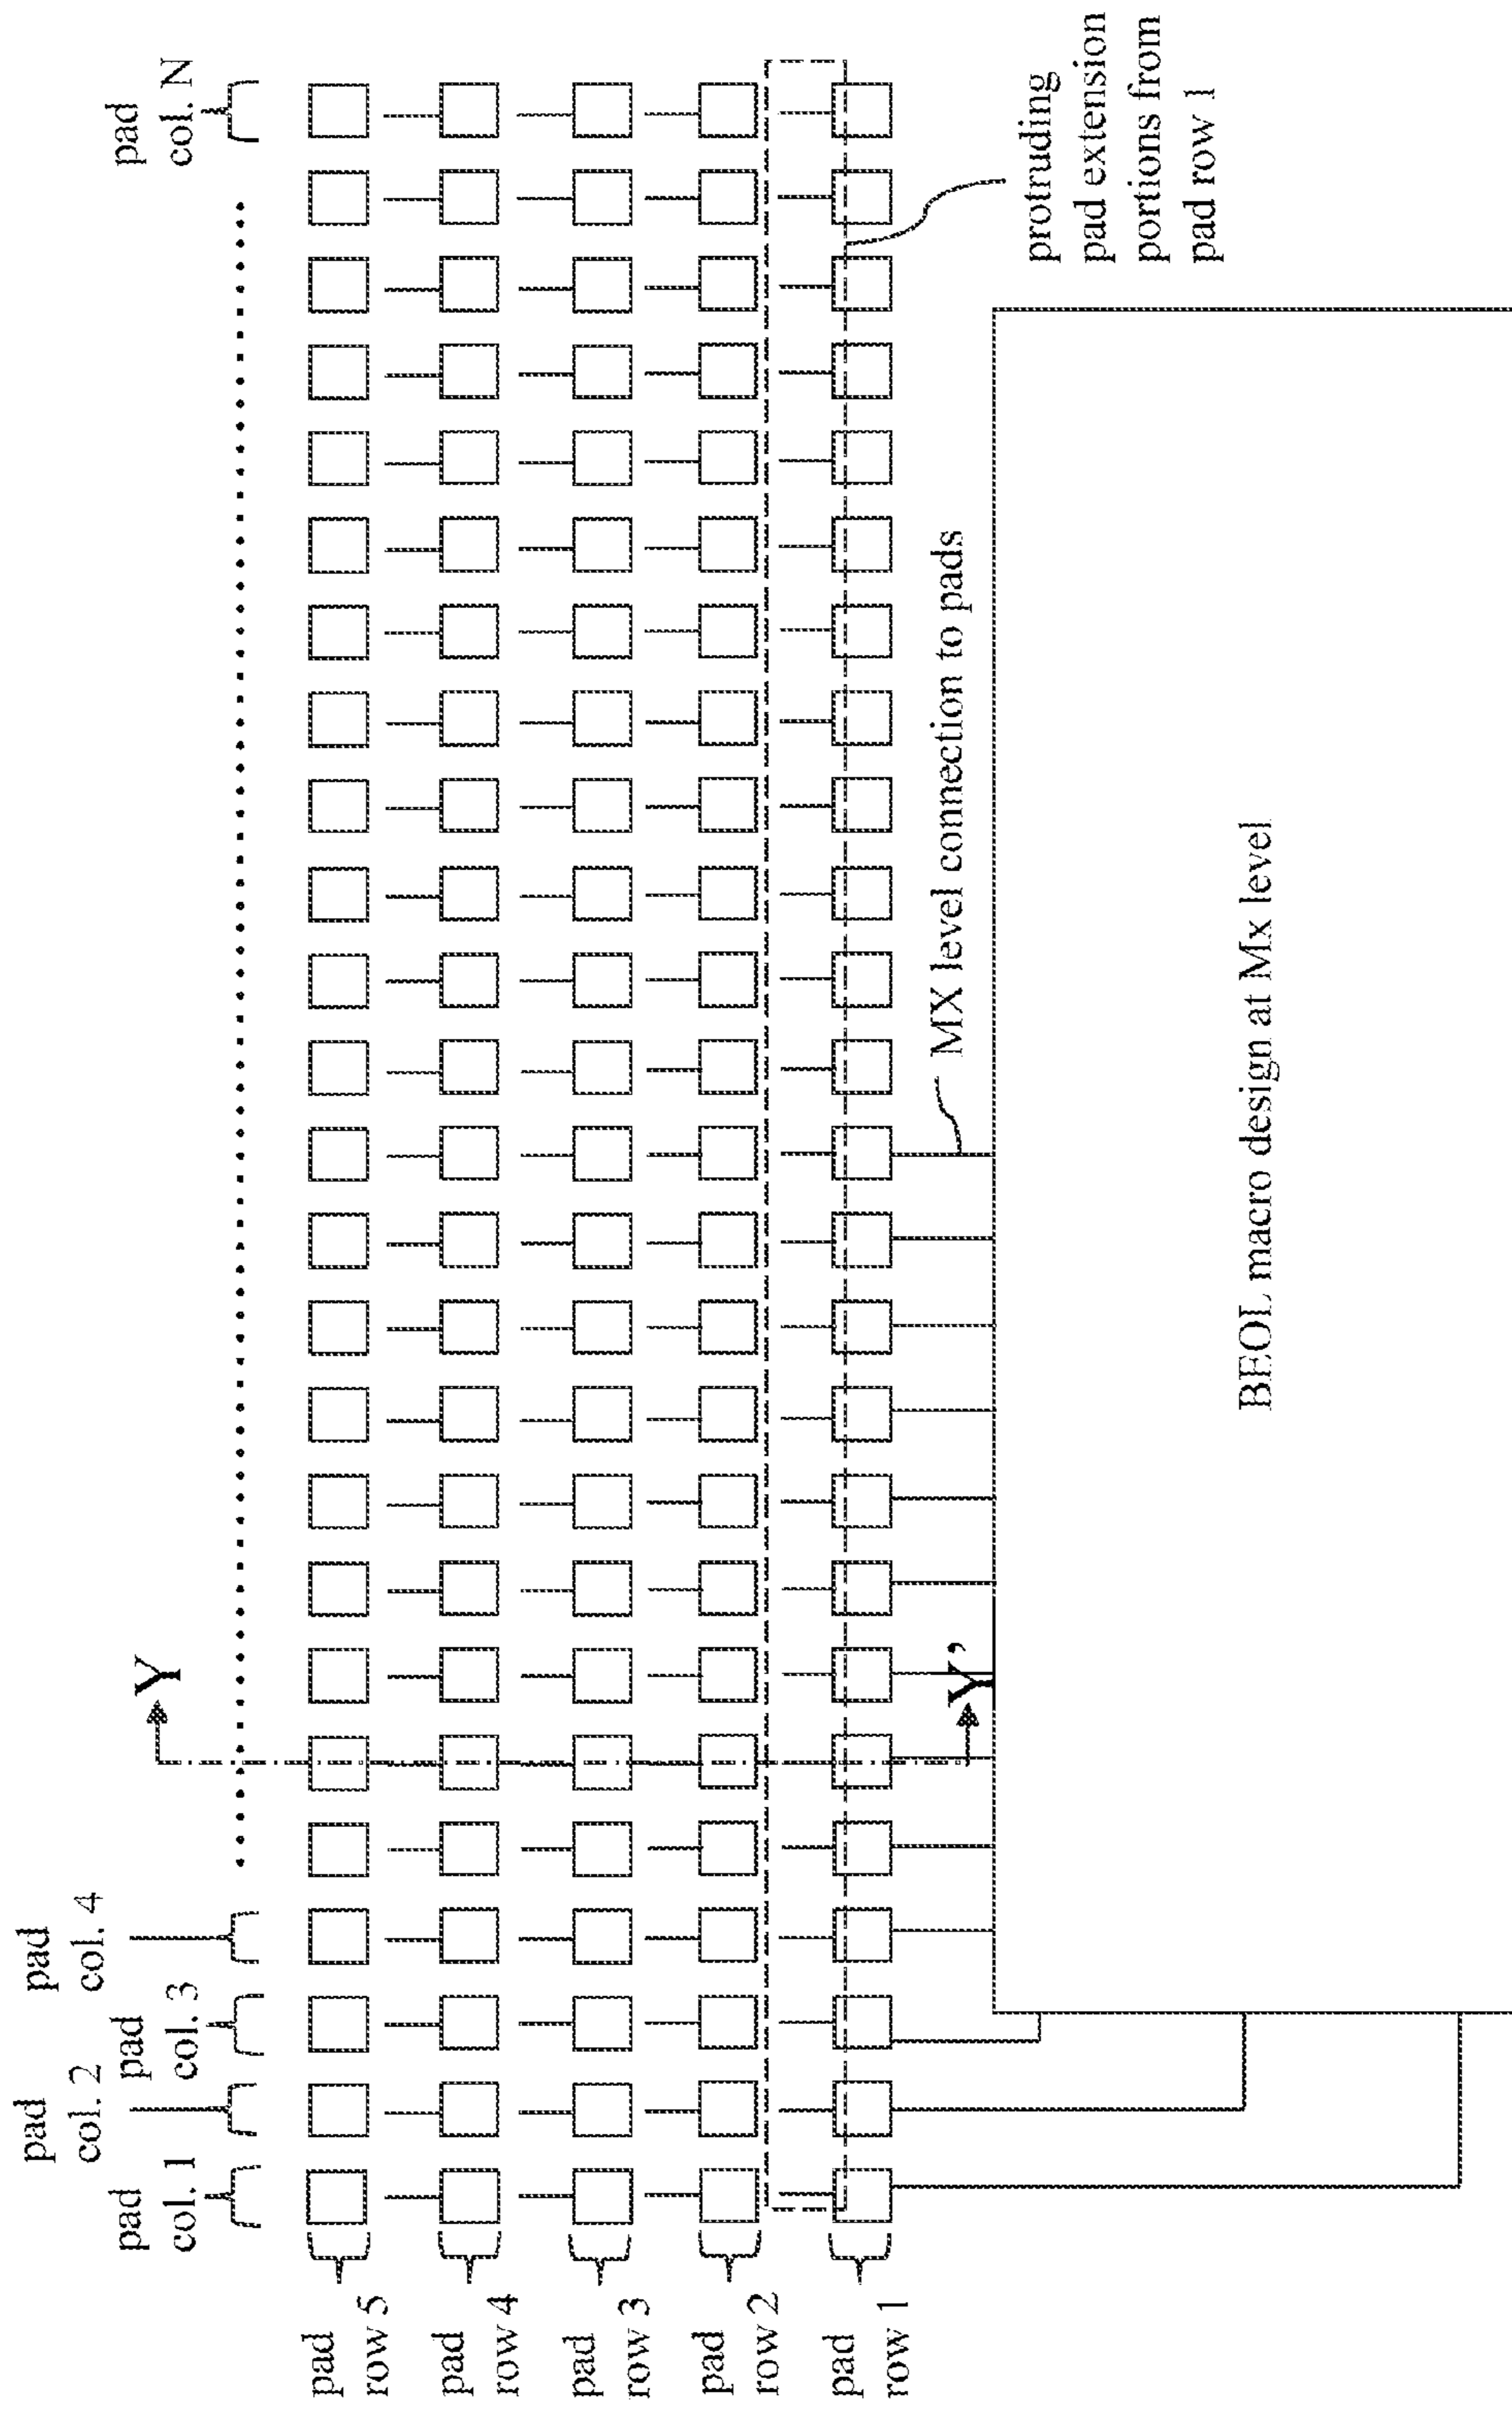 pad
col. 1
pad
col. 2
pad
col. 3
pad
col. 4
Y
pad
col. N
pad
row 5
pad
row 4
pad
row 3
pad
row 2
pad
row 1
Y'
MX level connection to pads
protruding
pad extension
portions from
pad row 1
BEOL macro design at Mx level